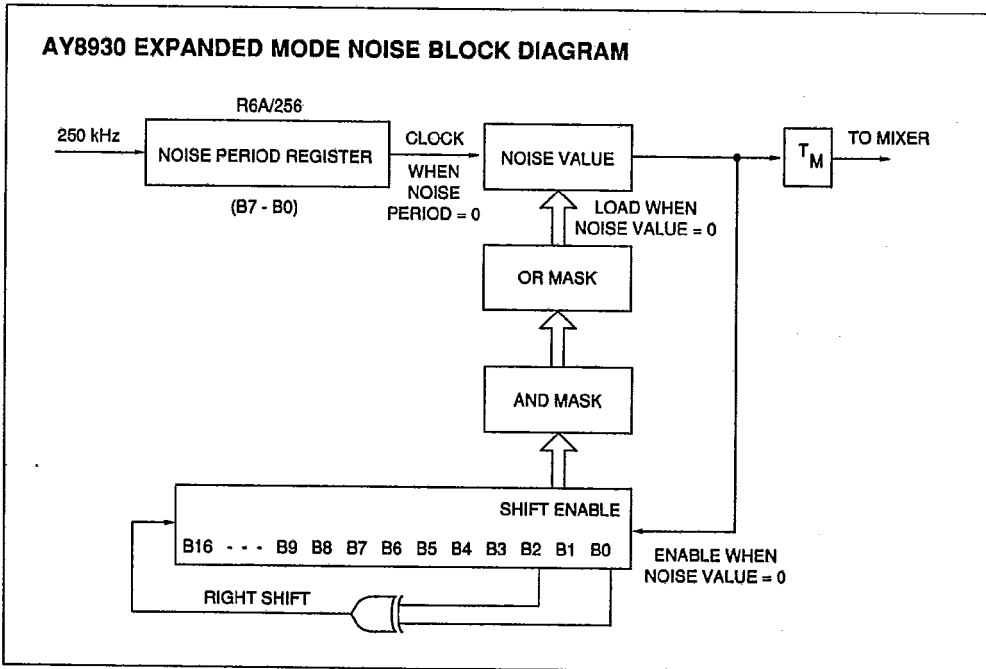 AY8930 EXPANDED MODE NOISE BLOCK DIAGRAM
R6A/256
250 kHz
NOISE PERIOD REGISTER
(B7 - B0)
CLOCK
WHEN
NOISE
PERIOD = 0
NOISE VALUE
TM
TO MIXER
LOAD WHEN
NOISE VALUE = 0
OR MASK
AND MASK
SHIFT ENABLE
B16 - - - B9 B8 B7 B6 B5 B4 B3 B2 B1 B0
ENABLE WHEN
NOISE VALUE = 0
RIGHT SHIFT